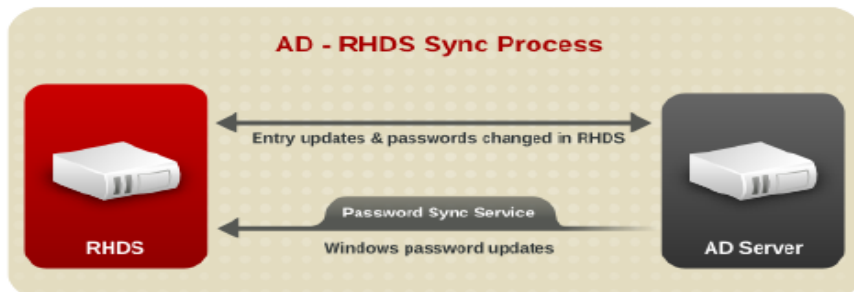 AD - RHDS Sync Process
Entry updates & passwords changed in RHDS
Password Sync Service
Windows password updates
RHDS
AD Server